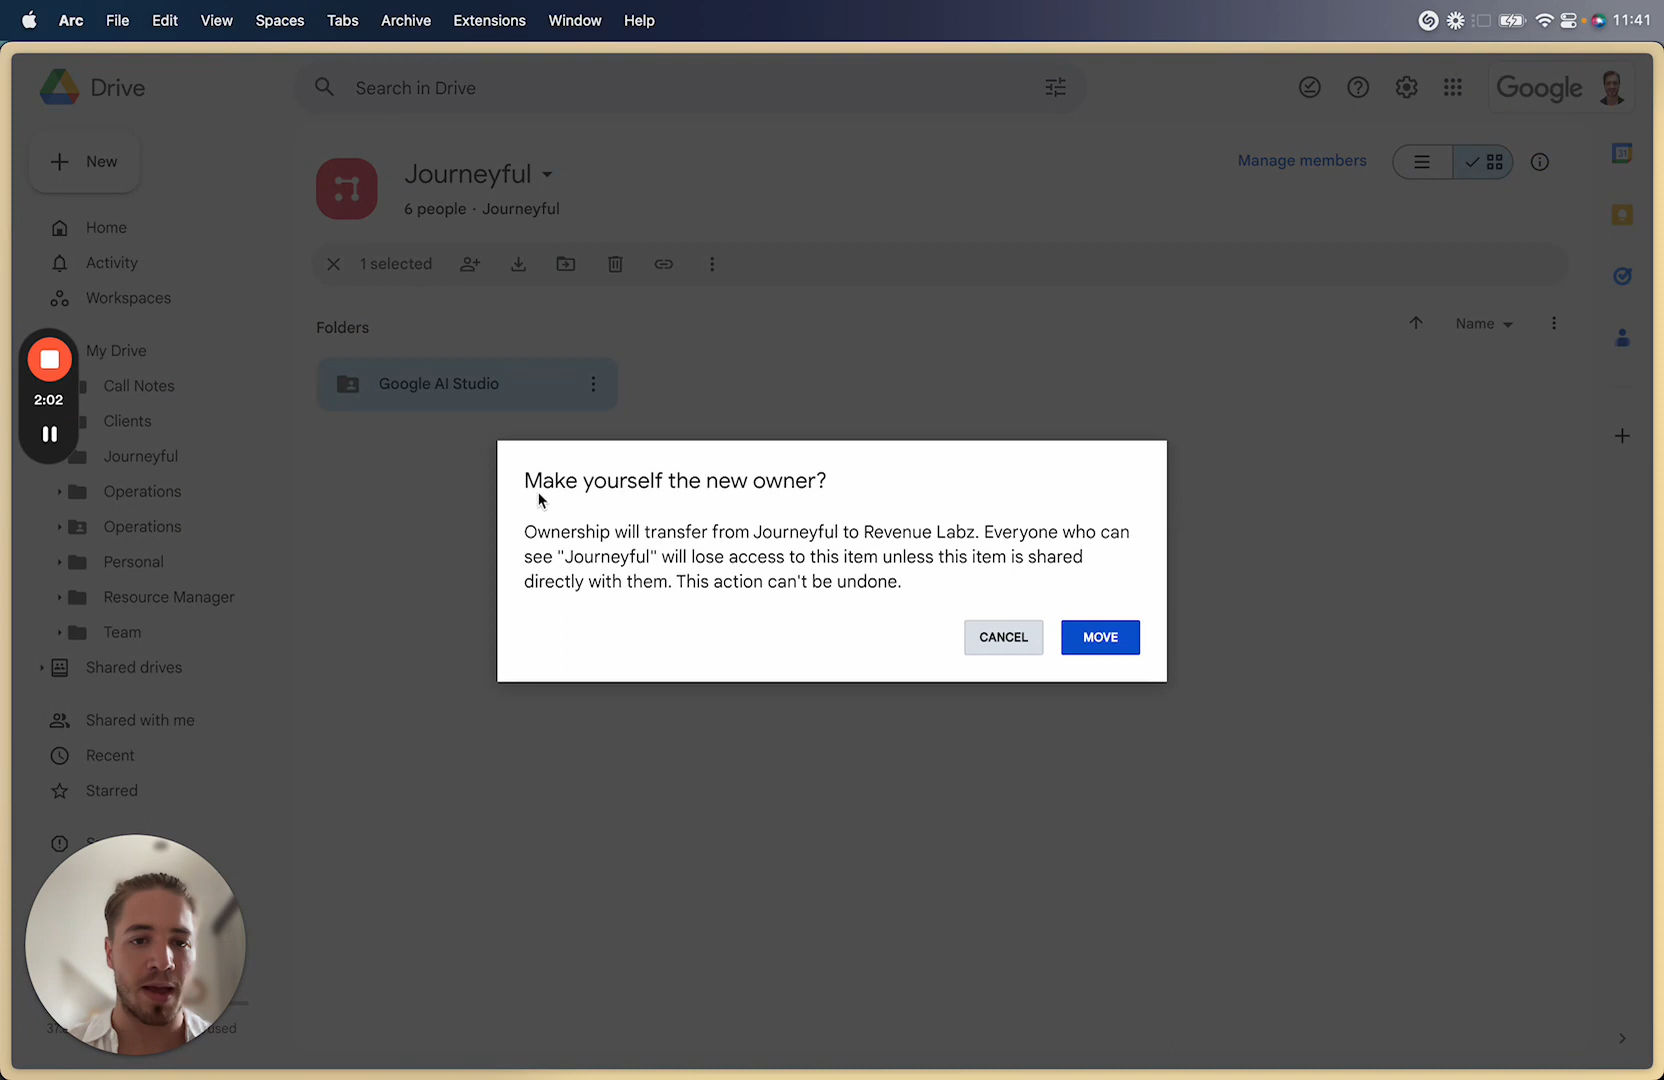 Arc File Edit View Spaces Tabs Archive Extensions Window Help 11:41
Drive
Search in Drive
Google
New
Journeyful
6 people · Journeyful
Manage members
1 selected
Home
Activity
Workspaces
My Drive
Call Notes
Clients
Journeyful
Operations
Operations
Personal
Resource Manager
Team
Shared drives
Shared with me
Recent
Starred
2:02
Folders
Name
Google AI Studio
Make yourself the new owner?
Ownership will transfer from Journeyful to Revenue Labz. Everyone who can
see "Journeyful" will lose access to this item unless this item is shared
directly with them. This action can't be undone.
CANCEL
MOVE
31
used